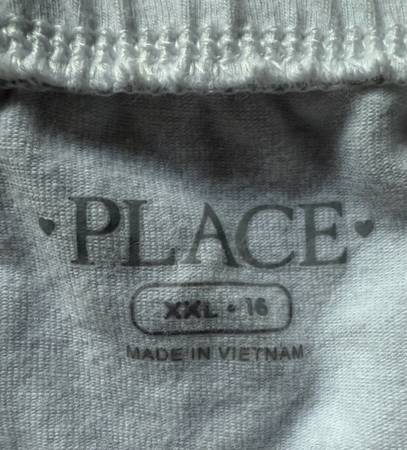 ♥PLACE♥
XXL • 16
MADE IN VIETNAM